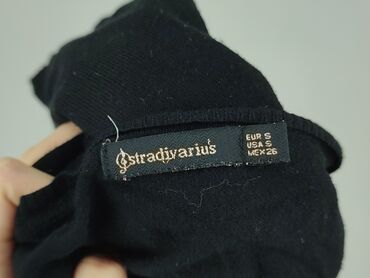 stradivarius
EUR S
USA S
MEX 26